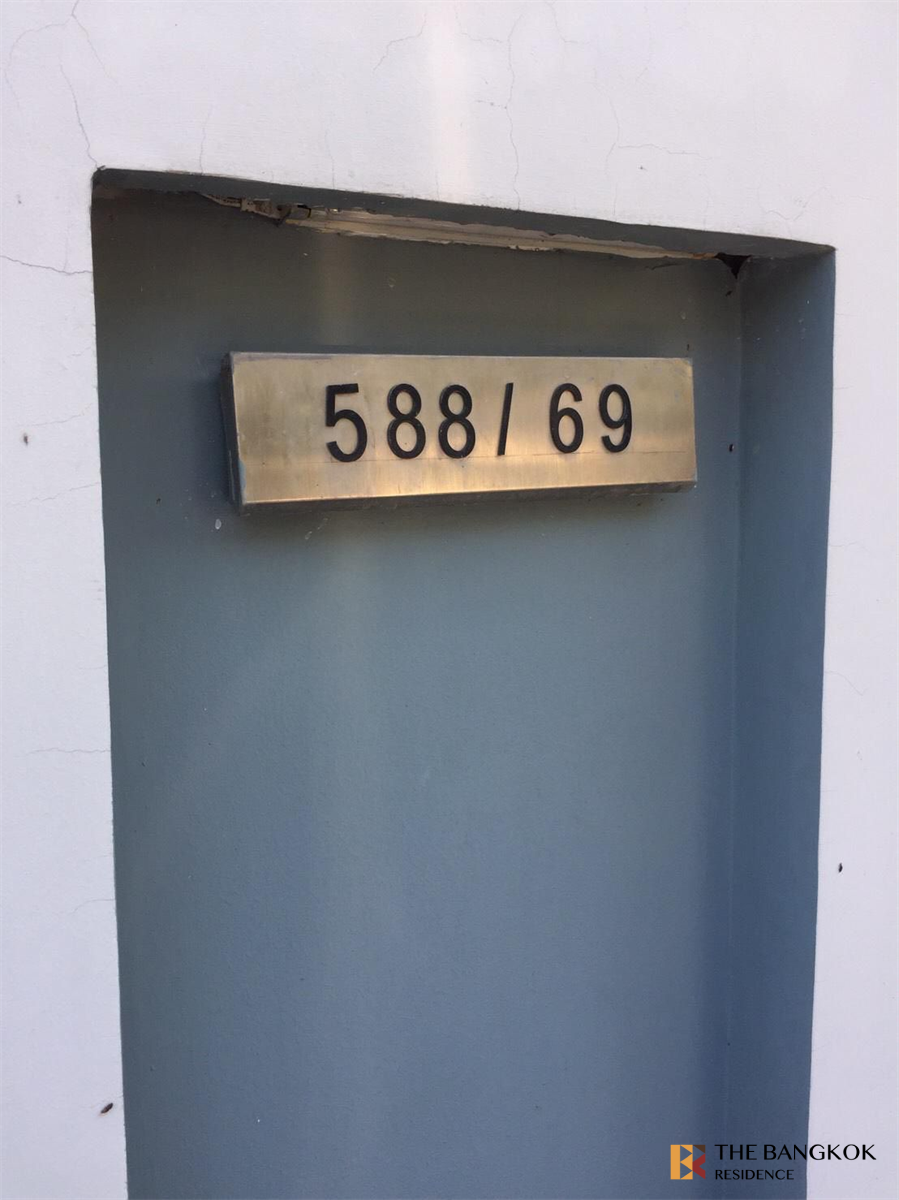 588/ 69
THE BANGKOK
RESIDENCE